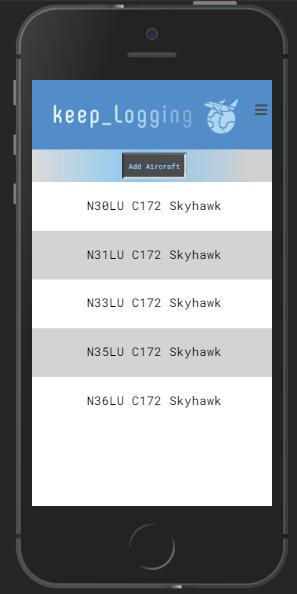 keep_Logging
Add Aircraft
N30LU C172 Skyhawk
N31LU C172 Skyhawk
N33LU C172 Skyhawk
N35LU C172 Skyhawk
N36LU C172 Skyhawk